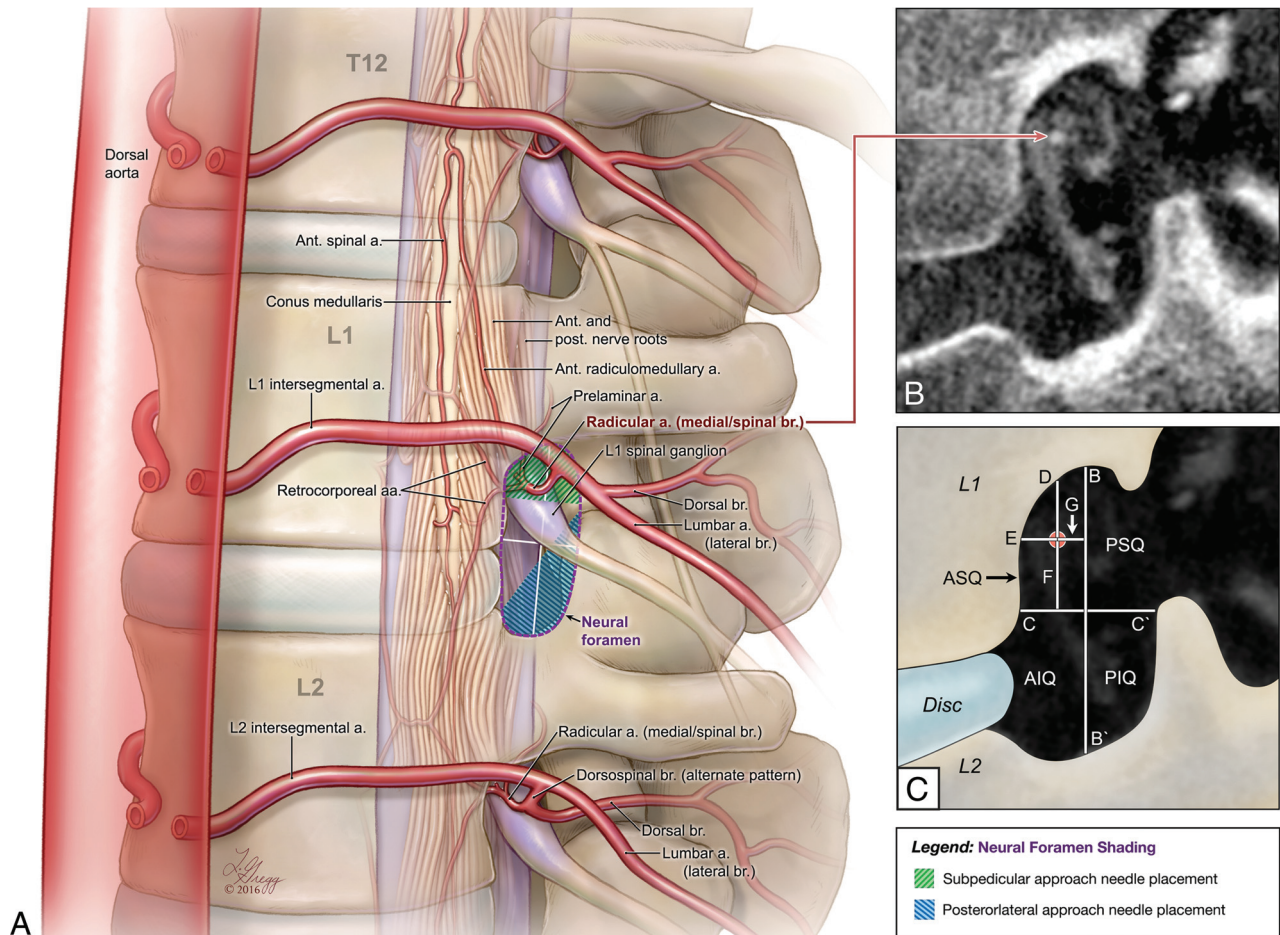 T12
Dorsal
aorta
Ant. spinal a.
Conus medullaris
L1
Ant. and
post. nerve roots
Ant. radiculomedullary a.
L1 intersegmental a.
Prelaminar a.
Radicular a. (medial/spinal br.)
L1 spinal ganglion
Retrocorporeal aa.
Dorsal br.
Lumbar a.
(lateral br.)
Neural
foramen
L2
L2 intersegmental a.
Radicular a. (medial/spinal br.)
Dorsospinal br. (alternate pattern)
Dorsal br.
Lumbar a.
(lateral br.)
L. Gregg
© 2016
A
B
L1
D
B
G
E
PSQ
ASQ
F
C
C`
AIQ
PIQ
Disc
B`
L2
C
Legend: Neural Foramen Shading
Subpedicular approach needle placement
Posterorlateral approach needle placement